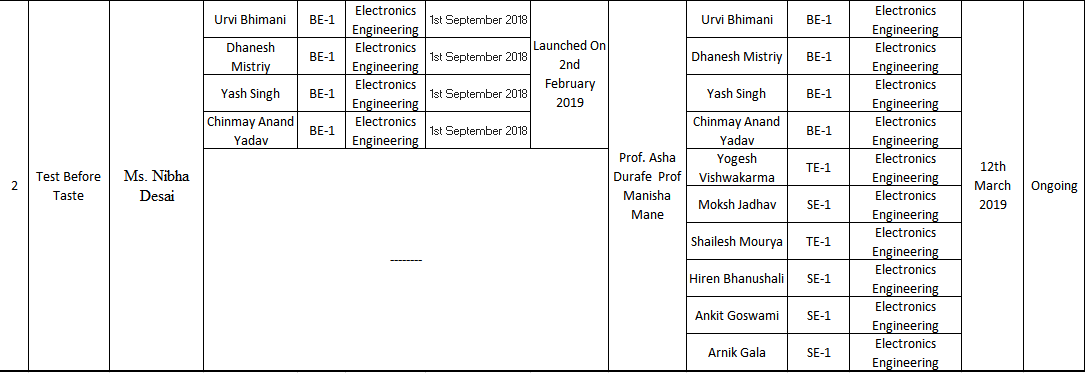 2
Test Before
Taste
Ms. Nibha
Desai
Urvi Bhimani BE-1 Electronics Engineering 1st September 2018
Dhanesh Mistriy BE-1 Electronics Engineering 1st September 2018
Yash Singh BE-1 Electronics Engineering 1st September 2018
Chinmay Anand Yadav BE-1 Electronics Engineering 1st September 2018
--------
Launched On
2nd
February
2019
Prof. Asha
Durafe Prof
Manisha
Mane
Urvi Bhimani BE-1 Electronics Engineering
Dhanesh Mistriy BE-1 Electronics Engineering
Yash Singh BE-1 Electronics Engineering
Chinmay Anand Yadav BE-1 Electronics Engineering
Yogesh Vishwakarma TE-1 Electronics Engineering
Moksh Jadhav SE-1 Electronics Engineering
Shailesh Mourya TE-1 Electronics Engineering
Hiren Bhanushali SE-1 Electronics Engineering
Ankit Goswami SE-1 Electronics Engineering
Arnik Gala SE-1 Electronics Engineering
12th
March
2019
Ongoing